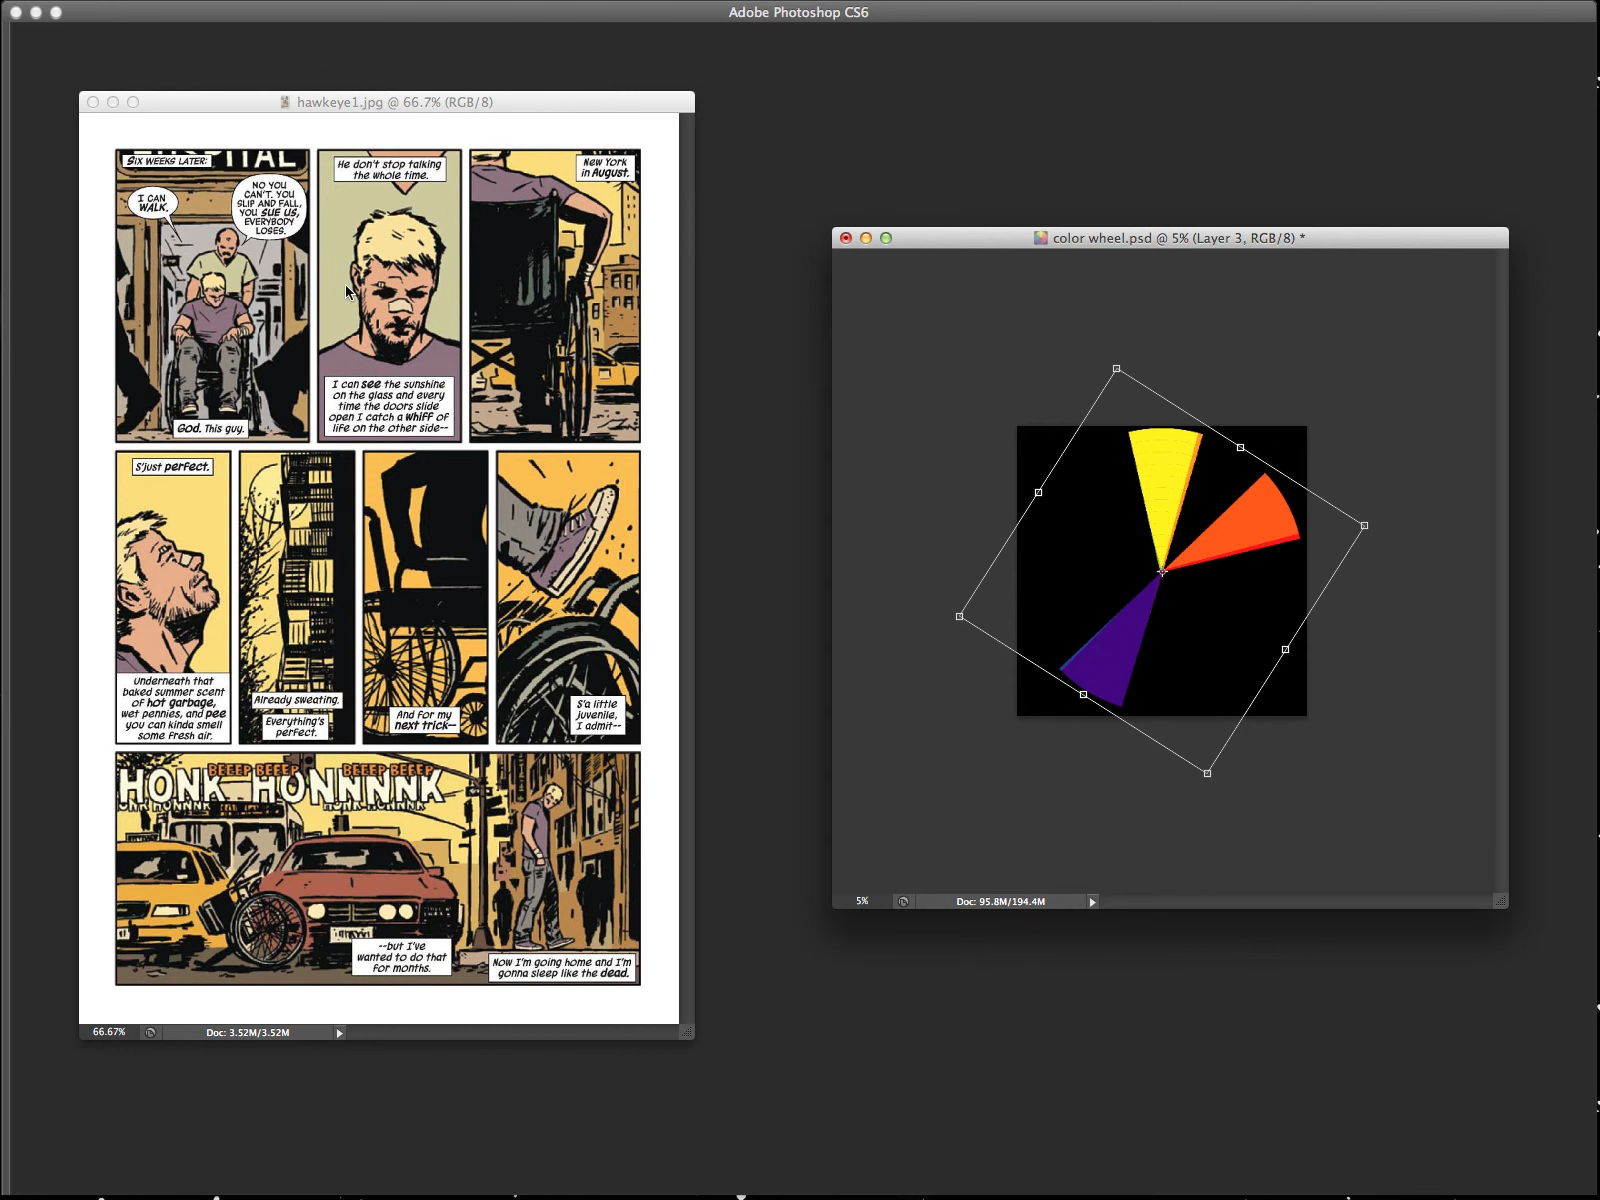 Adobe Photoshop CS6
hawkeye1.jpg @ 66.7% (RGB/8)
SIX WEEKS LATER:
I CAN
WALK.
NO YOU
CAN'T. YOU
SLIP AND FALL,
YOU SUE US,
EVERYBODY
LOSES.
God. This guy.
He don't stop talking
the whole time.
I can see the sunshine
on the glass and every
time the doors slide
open I catch a whiff of
life on the other side--
New York
in August.
S'just perfect.
Underneath that
baked summer scent
of hot garbage,
wet pennies, and pee
you can kinda smell
some fresh air.
Already sweating.
Everything's
perfect.
And for my
next trick--
S'a little
juvenile,
I admit--
BEEEP BEEEP BEEEP BEEEP
HONK HONNNNK
--but I've
wanted to do that
for months.
Now I'm going home and I'm
gonna sleep like the dead.
66.67%
Doc: 3.52M/3.52M
color wheel.psd @ 5% (Layer 3, RGB/8) *
5%
Doc: 95.8M/194.4M